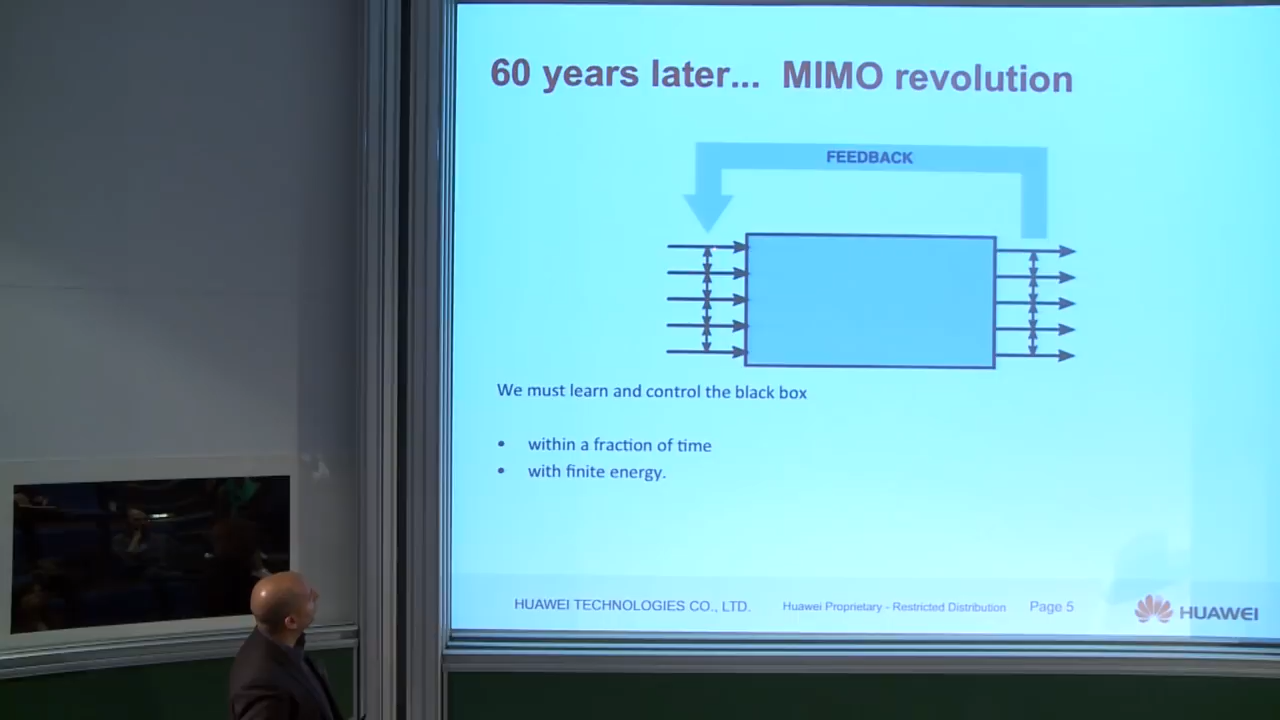 60 years later... MIMO revolution
FEEDBACK
We must learn and control the black box
• within a fraction of time
• with finite energy.
HUAWEI TECHNOLOGIES CO., LTD. Huawei Proprietary - Restricted Distribution Page 5 HUAWEI